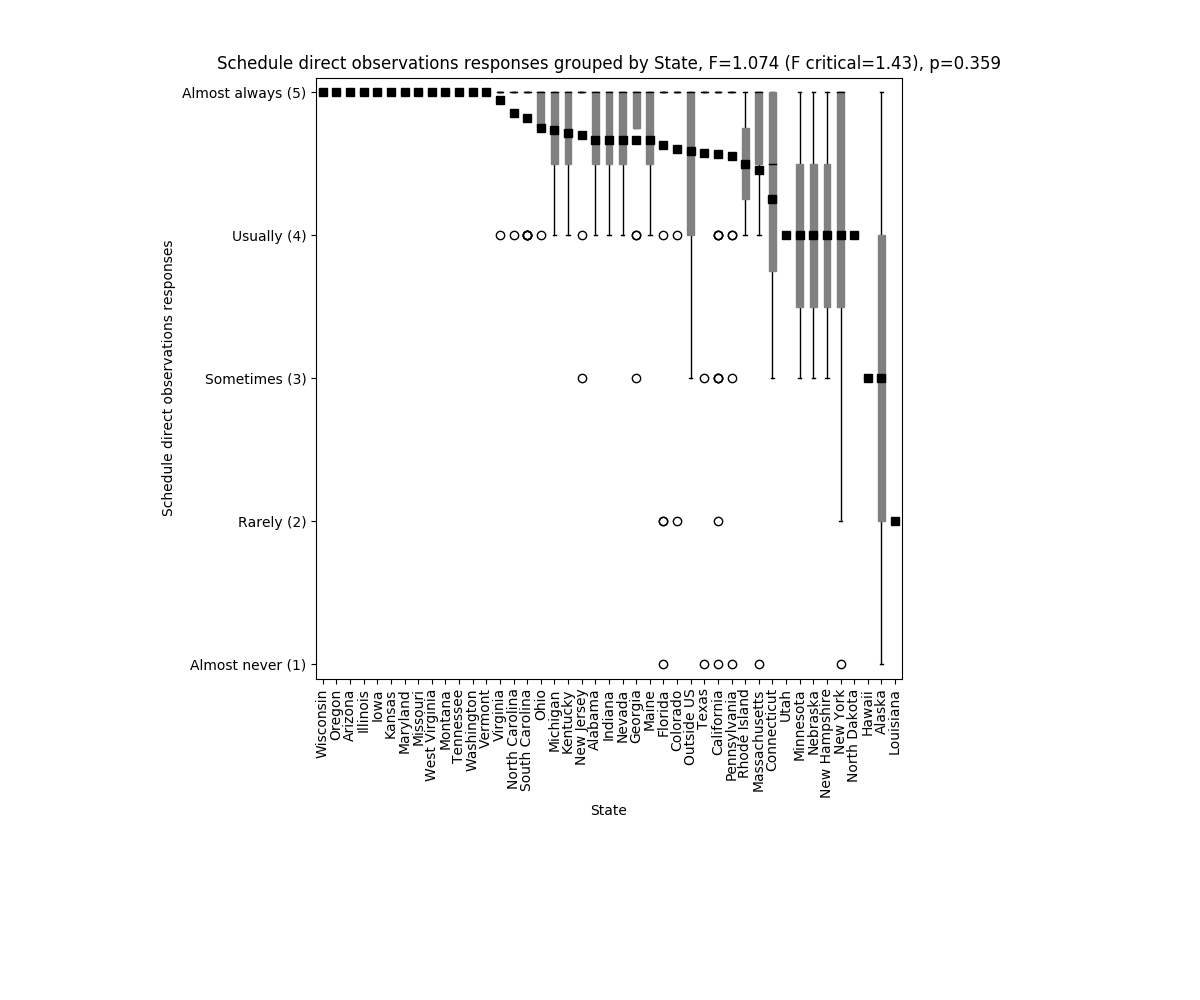 Schedule direct observations responses grouped by State, F=1.074 (F critical=1.43), p=0.359
Schedule direct observations responses
Almost always (5)
Usually (4)
Sometimes (3)
Rarely (2)
Almost never (1)
Wisconsin
Oregon
Arizona
Illinois
Iowa
Kansas
Maryland
Missouri
West Virginia
Montana
Tennessee
Washington
Vermont
Virginia
North Carolina
South Carolina
Ohio
Michigan
Kentucky
New Jersey
Alabama
Indiana
Nevada
Georgia
Maine
Florida
Colorado
Outside US
Texas
California
Pennsylvania
Rhode Island
Massachusetts
Connecticut
Utah
Minnesota
Nebraska
New Hampshire
New York
North Dakota
Hawaii
Alaska
Louisiana
State